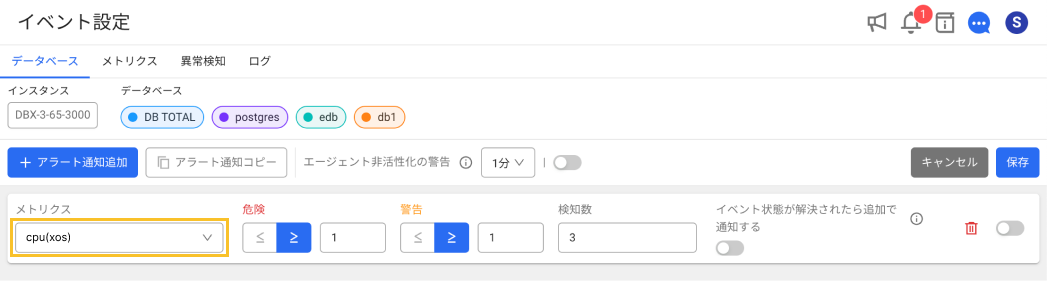 イベント設定
1
S
データベース メトリクス 異常検知 ログ
インスタンス データベース
DBX-3-65-3000 DB TOTAL postgres edb db1
+ アラート通知追加 アラート通知コピー エージェント非活性化の警告 1分 | キャンセル 保存
メトリクス 危険 警告 検知数 イベント状態が解決されたら追加で
通知する
cpu(xos) ≤ ≥ 1 ≤ ≥ 1 3